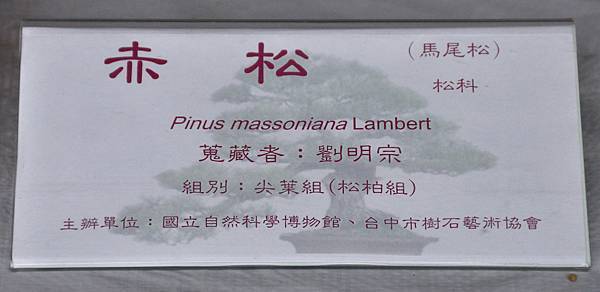 赤 松 (馬尾松)
松科
Pinus massoniana Lambert
蒐藏者：劉明宗
組別：尖葉組(松柏組)
主辦單位：國立自然科學博物館、台中市樹石藝術協會